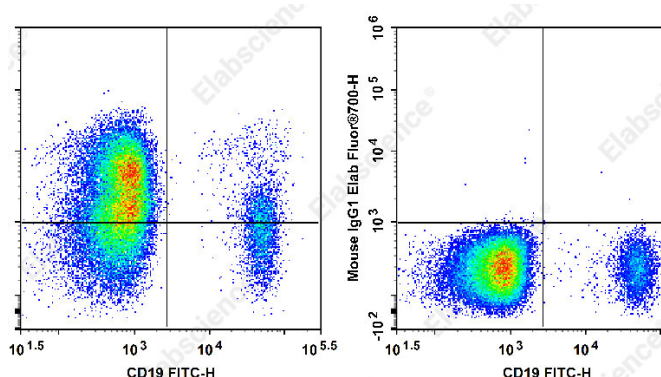 Elabscience®
Elabscience®
10^1.5 10^3 10^4 10^5.5
CD19 FITC-H
Mouse IgG1 Elab Fluor®700-H
10^6
10^5
10^4
10^3
-10^2
10^1.5 10^3 10^4
CD19 FITC-H